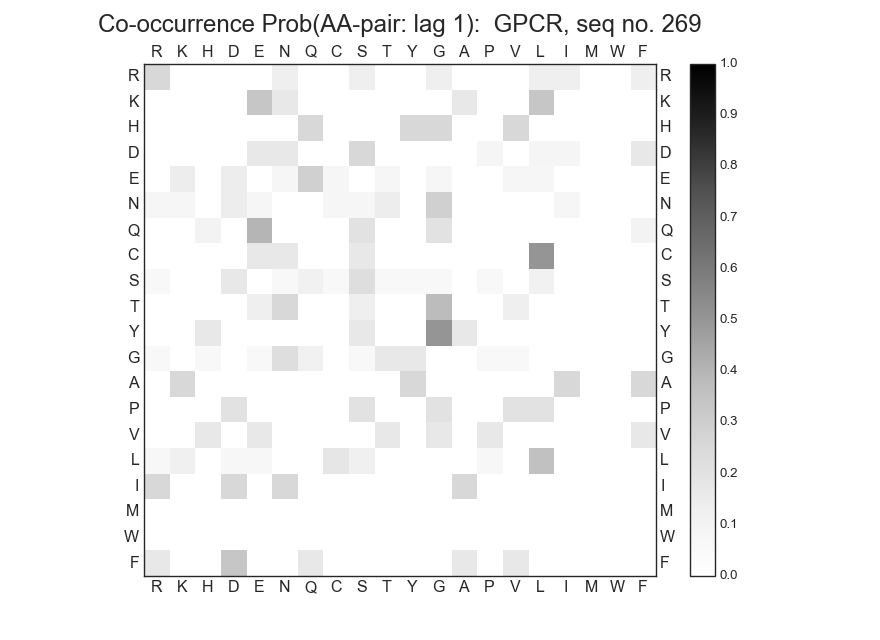 Co-occurrence Prob(AA-pair: lag 1):  GPCR, seq no. 269
R K H D E N Q C S T Y G A P V L I M W F
R R 1.0
K K 0.9
H H
D D 0.8
E E 0.7
N N
Q Q 0.6
C C
S S 0.5
T T
Y Y 0.4
G G
A A 0.3
P P
V V 0.2
L L
I I 0.1
M M
W W
F F 0.0
R K H D E N Q C S T Y G A P V L I M W F